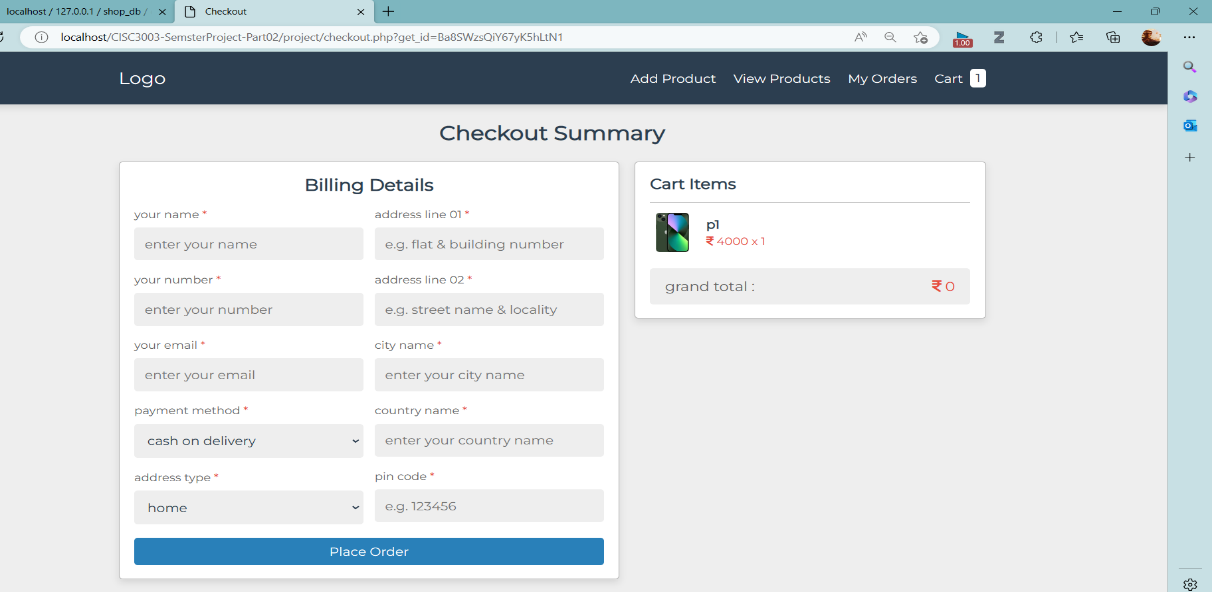 localhost / 127.0.0.1 / shop_db /
Checkout
localhost/CISC3003-SemsterProject-Part02/project/checkout.php?get_id=Ba8SWzsQiY67yK5hLtN1
1.00
Logo
Add Product View Products My Orders Cart 1
Checkout Summary
Billing Details
your name *
enter your name
address line 01 *
e.g. flat & building number
your number *
enter your number
address line 02 *
e.g. street name & locality
your email *
enter your email
city name *
enter your city name
payment method *
cash on delivery
country name *
enter your country name
address type *
home
pin code *
e.g. 123456
Place Order
Cart Items
p1
₹ 4000 x 1
grand total : ₹ 0